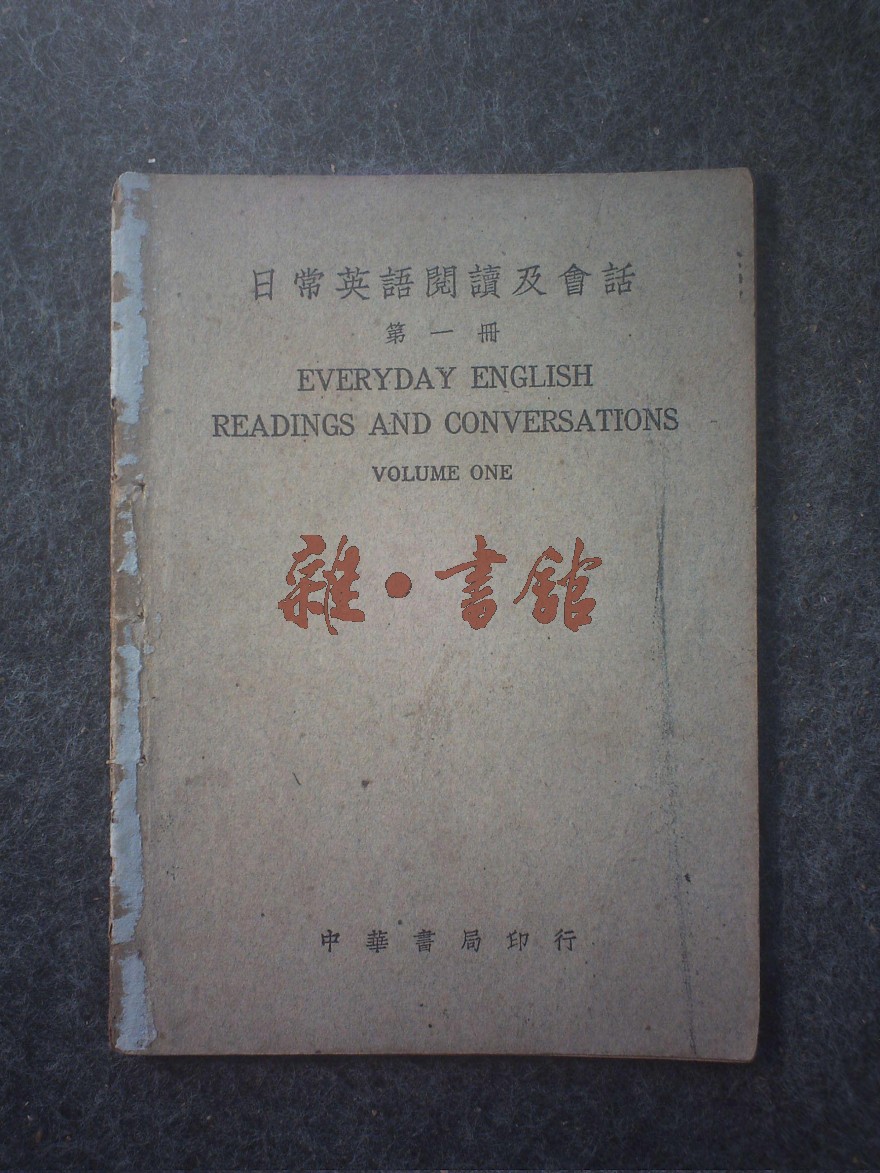 日常英語閱讀及會話
第一冊
EVERYDAY ENGLISH
READINGS AND CONVERSATIONS
VOLUME ONE
雜·書館
中華書局印行